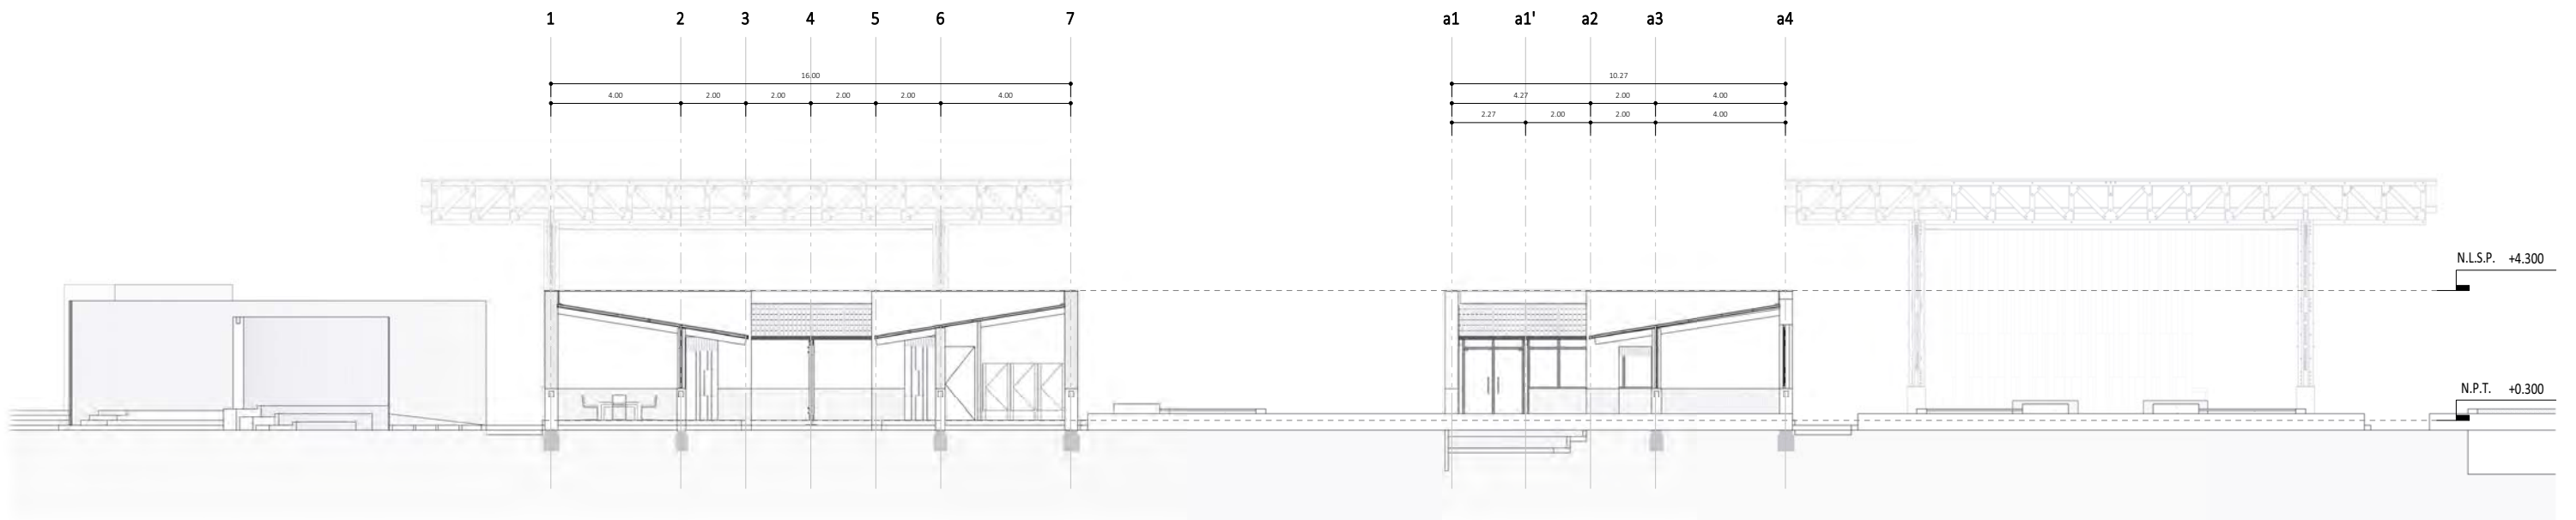 1 2 3 4 5 6 7 a1 a1' a2 a3 a4
16.00 10.27
4.00 2.00 2.00 2.00 2.00 4.00 4.27 2.00 4.00
2.27 2.00 2.00 4.00
N.L.S.P. +4.300
N.P.T. +0.300